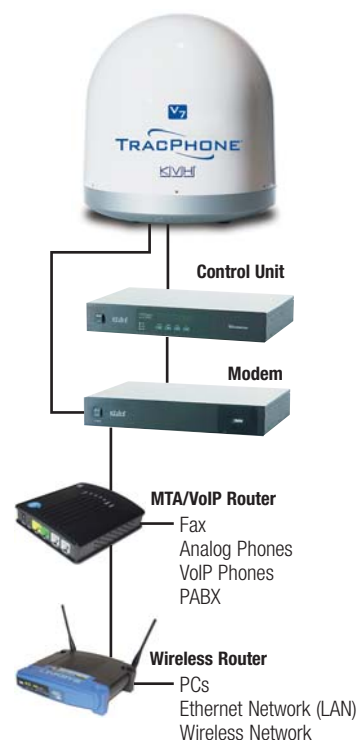 V7
TRACPHONE
KVH
Control Unit
Modem
MTA/VoIP Router
Fax
Analog Phones
VoIP Phones
PABX
Wireless Router
PCs
Ethernet Network (LAN)
Wireless Network